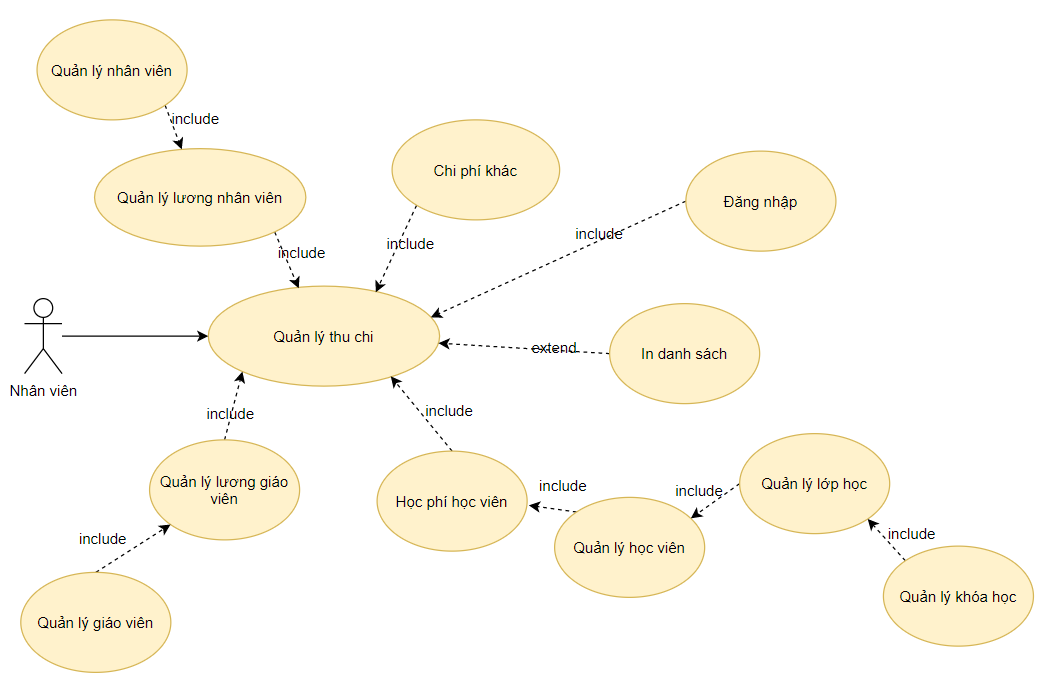 Quản lý nhân viên
include
Quản lý lương nhân viên
include
Chi phí khác
include
Đăng nhập
include
Nhân viên
Quản lý thu chi
extend
In danh sách
include
Quản lý lương giáo
viên
include
Quản lý giáo viên
include
Học phí học viên
include
Quản lý học viên
include
Quản lý lớp học
include
Quản lý khóa học